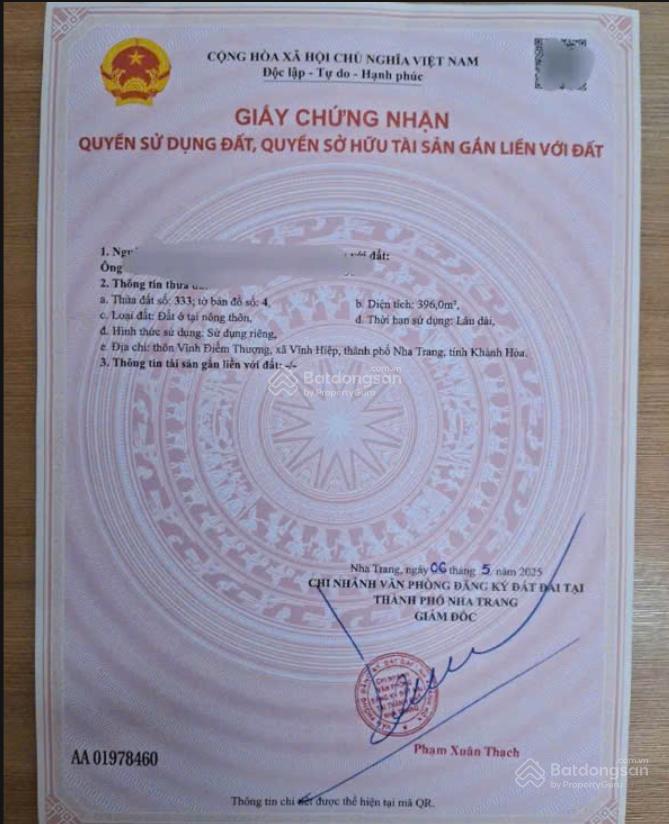 CỘNG HÒA XÃ HỘI CHỦ NGHĨA VIỆT NAM
Độc lập - Tự do - Hạnh phúc
GIẤY CHỨNG NHẬN
QUYỀN SỬ DỤNG ĐẤT, QUYỀN SỞ HỮU TÀI SẢN GẮN LIỀN VỚI ĐẤT
1. với đất:
Ông
2. Thông tin thửa
a. Thửa đất số: 333; tờ bản đồ số: 4, b. Diện tích: 396,0m²,
c. Loại đất: Đất ở tại nông thôn, d. Thời hạn sử dụng: Lâu dài,
đ. Hình thức sử dụng: Sử dụng riêng,
e. Địa chỉ: thôn Vĩnh Điềm Thượng, xã Vĩnh Hiệp, thành phố Nha Trang, tỉnh Khánh Hòa.
3. Thông tin tài sản gắn liền với đất: -/-
Batdongsan.com.vn
by PropertyGuru
Nha Trang, ngày 06 tháng 5 năm 2025
CHI NHÁNH VĂN PHÒNG ĐĂNG KÝ ĐẤT ĐAI TẠI
THÀNH PHỐ NHA TRANG
GIÁM ĐỐC
Phạm Xuân Thạch
AA 01978460
Batdongsan.com.vn
by PropertyGuru
Thông tin chi tiết được thể hiện tại mã QR.